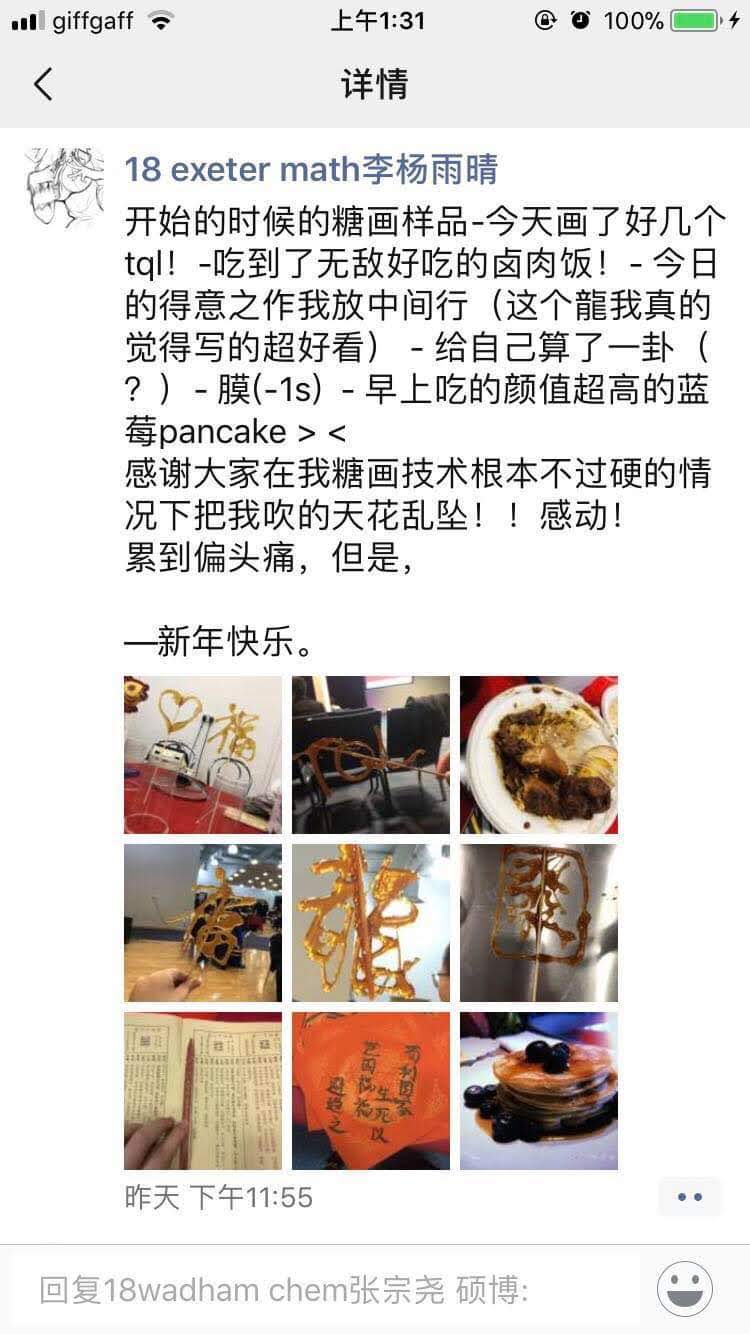 giffgaff 上午1:31 100%
详情
18 exeter math李杨雨晴
开始的时候的糖画样品-今天画了好几个
tql！-吃到了无敌好吃的卤肉饭！- 今日
的得意之作我放中间行（这个龍我真的
觉得写的超好看） - 给自己算了一卦（
？）- 膜(-1s) - 早上吃的颜值超高的蓝
莓pancake > <
感谢大家在我糖画技术根本不过硬的情
况下把我吹的天花乱坠！！感动！
累到偏头痛，但是，
—新年快乐。
福
tql
龍
苟利国家
生死以
岂因祸福
避趋之
昨天 下午11:55
回复18wadham chem张宗尧 硕博: